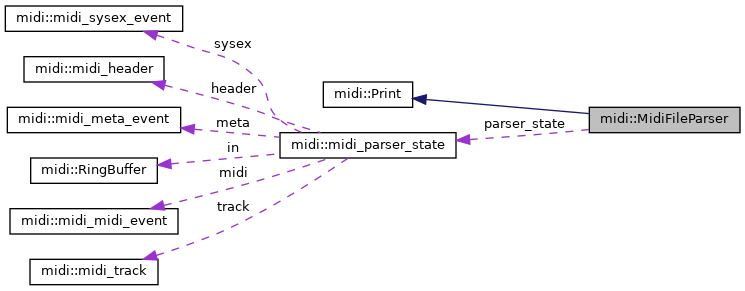 midi::midi_sysex_event
sysex
midi::midi_header
header
midi::Print
midi::midi_meta_event
meta
midi::MidiFileParser
parser_state
midi::midi_parser_state
in
midi::RingBuffer
midi
midi::midi_midi_event
track
midi::midi_track